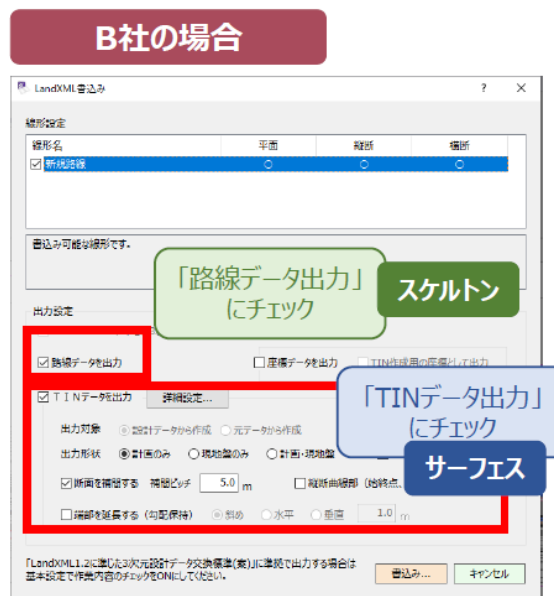 B社の場合
LandXML書込み
? ×
線形設定
線形名 平面 縦断 横断
新規路線 ○ ○ ○
書込み可能な線形です。
「路線データ出力」
にチェック
スケルトン
出力設定
路線データを出力 座標データを出力 TIN作成用の座標として出力
TINデータを出力 詳細設定...
「TINデータ出力」
にチェック
サーフェス
出力対象 設計データから作成 元データから作成
出力形状 計画のみ 現地盤のみ 計画・現地盤
断面を補間する 補間ピッチ 5.0 m 縦断曲線部（始終点、
端部を延長する（勾配保持） 斜め 水平 垂直 1.0 m
「LandXML1.2に準じた3次元設計データ交換標準(案)」に準拠で出力する場合は
基本設定で作業内容のチェックをONにしてください。
書込み... キャンセル